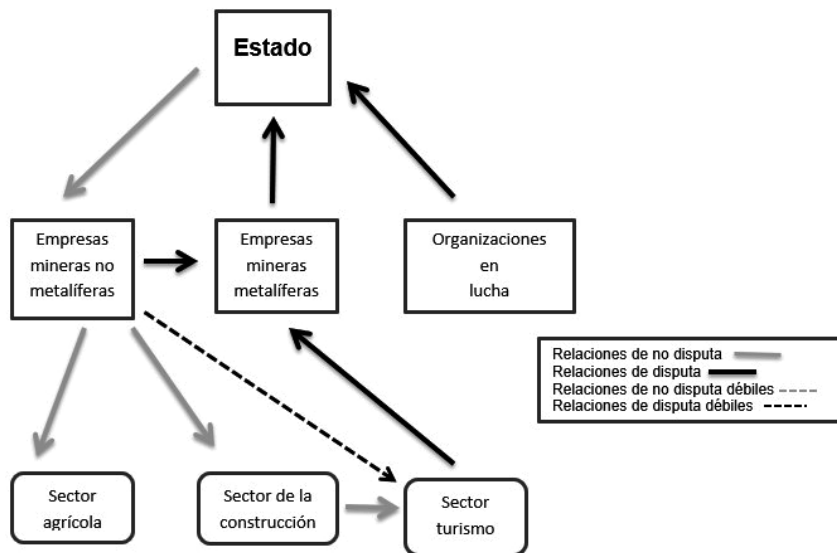 Estado
Empresas
mineras no
metalíferas
Empresas
mineras
metalíferas
Organizaciones
en
lucha
Relaciones de no disputa
Relaciones de disputa
Relaciones de no disputa débiles
Relaciones de disputa débiles
Sector
agrícola
Sector de la
construcción
Sector
turismo